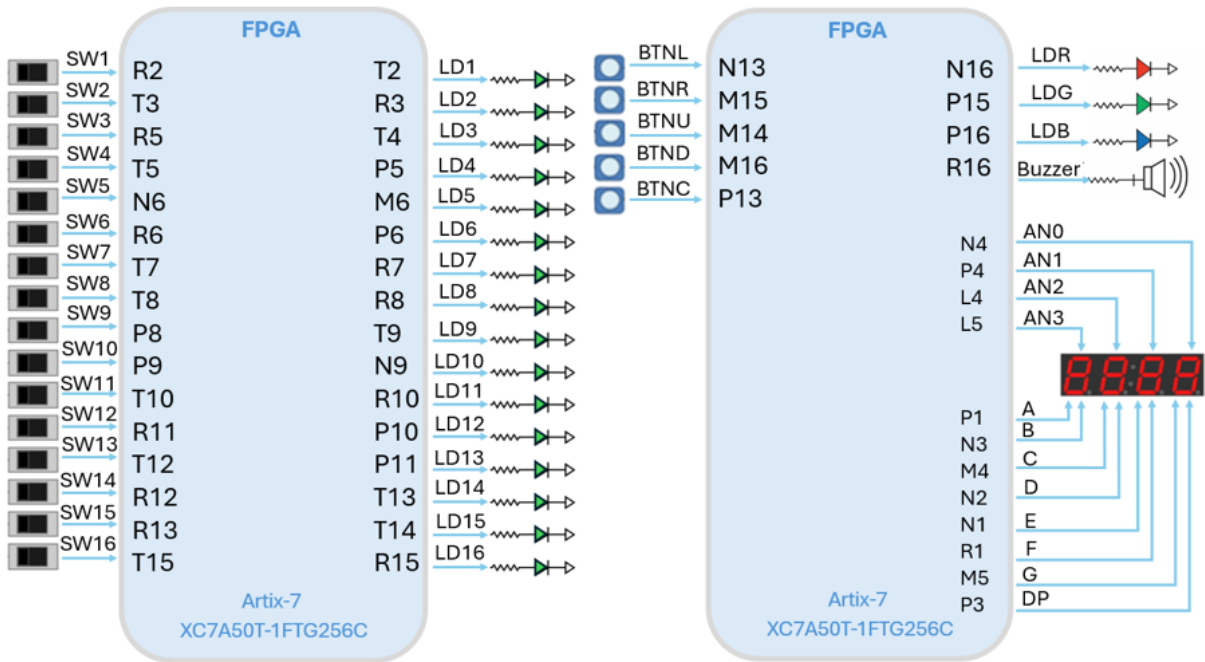 FPGA
SW1 R2 T2 LD1
SW2 T3 R3 LD2
SW3 R5 T4 LD3
SW4 T5 P5 LD4
SW5 N6 M6 LD5
SW6 R6 P6 LD6
SW7 T7 R7 LD7
SW8 T8 R8 LD8
SW9 P8 T9 LD9
SW10 P9 N9 LD10
SW11 T10 R10 LD11
SW12 R11 P10 LD12
SW13 T12 P11 LD13
SW14 R12 T13 LD14
SW15 R13 T14 LD15
SW16 T15 R15 LD16
Artix-7
XC7A50T-1FTG256C
FPGA
BTNL N13 N16 LDR
BTNR M15 P15 LDG
BTNU M14 P16 LDB
BTND M16 R16 Buzzer
BTNC P13
N4 AN0
P4 AN1
L4 AN2
L5 AN3
88:88
P1 A
N3 B
M4 C
N2 D
N1 E
R1 F
M5 G
P3 DP
Artix-7
XC7A50T-1FTG256C